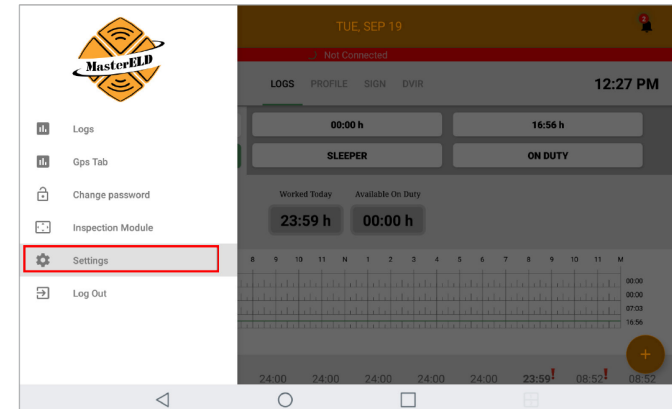 TUE, SEP 19
2
Not Connected
MasterELD
LOGS PROFILE SIGN DVIR
12:27 PM
00:00 h
16:56 h
SLEEPER
ON DUTY
Logs
Gps Tab
Change password
Inspection Module
Settings
Log Out
Worked Today
Available On Duty
23:59 h
00:00 h
8 9 10 11 N 1 2 3 4 5 6 7 8 9 10 11 M
00:00
00:00
07:03
16:56
+
24:00 24:00 24:00 24:00 24:00 23:59! 08:52! 08:52